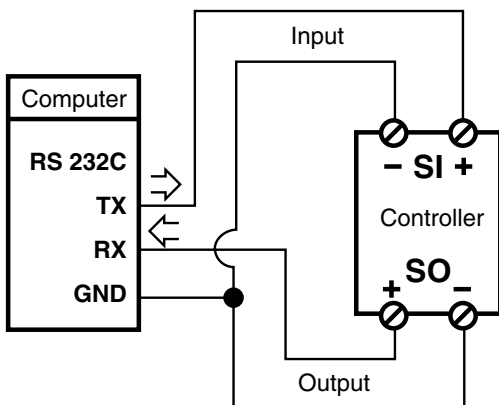 Input
Computer
RS 232C
TX
RX
GND
− SI +
Controller
SO
+ −
Output